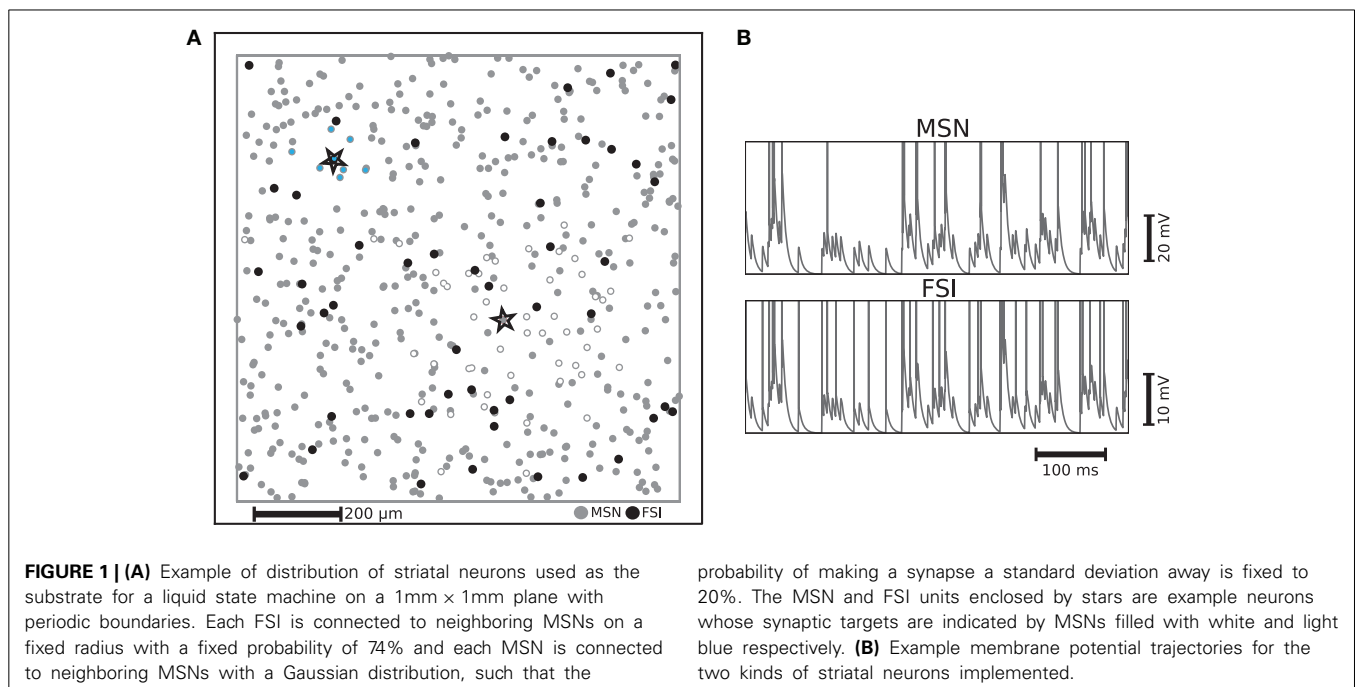 A
B
MSN
20 mV
FSI
10 mV
100 ms
200 µm
MSN FSI
FIGURE 1 | (A) Example of distribution of striatal neurons used as the
substrate for a liquid state machine on a 1mm × 1mm plane with
periodic boundaries. Each FSI is connected to neighboring MSNs on a
fixed radius with a fixed probability of 74% and each MSN is connected
to neighboring MSNs with a Gaussian distribution, such that the
probability of making a synapse a standard deviation away is fixed to
20%. The MSN and FSI units enclosed by stars are example neurons
whose synaptic targets are indicated by MSNs filled with white and light
blue respectively. (B) Example membrane potential trajectories for the
two kinds of striatal neurons implemented.